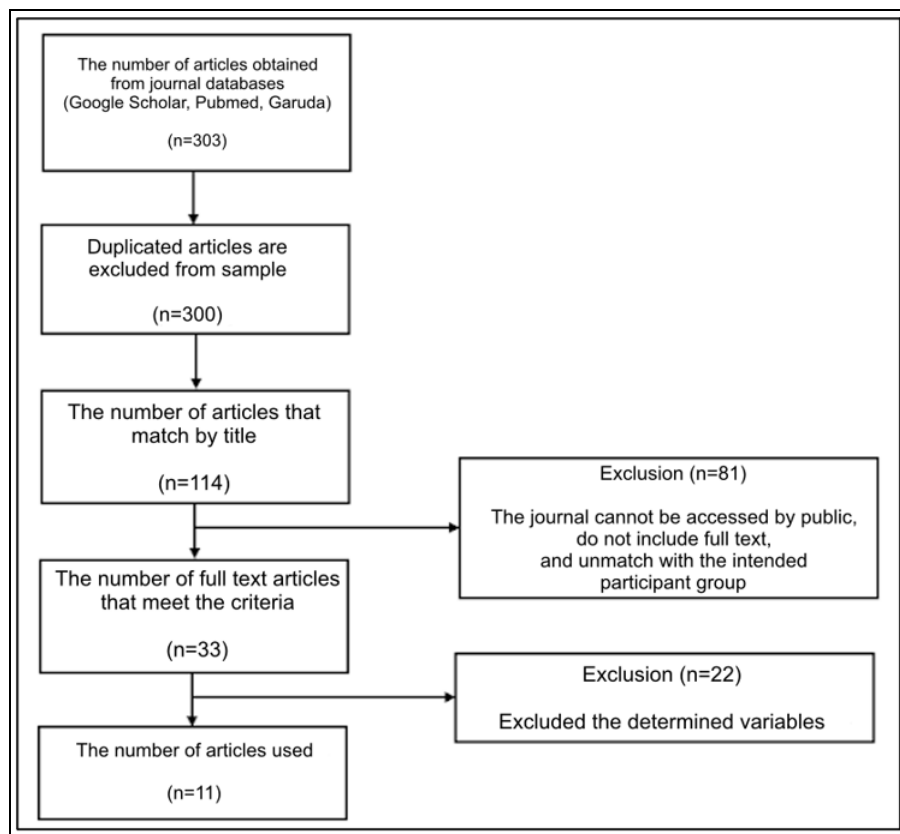 The number of articles obtained
from journal databases
(Google Scholar, Pubmed, Garuda)
(n=303)
Duplicated articles are
excluded from sample
(n=300)
The number of articles that
match by title
(n=114)
Exclusion (n=81)
The journal cannot be accessed by public,
do not include full text,
and unmatch with the intended
participant group
The number of full text articles
that meet the criteria
(n=33)
Exclusion (n=22)
Excluded the determined variables
The number of articles used
(n=11)